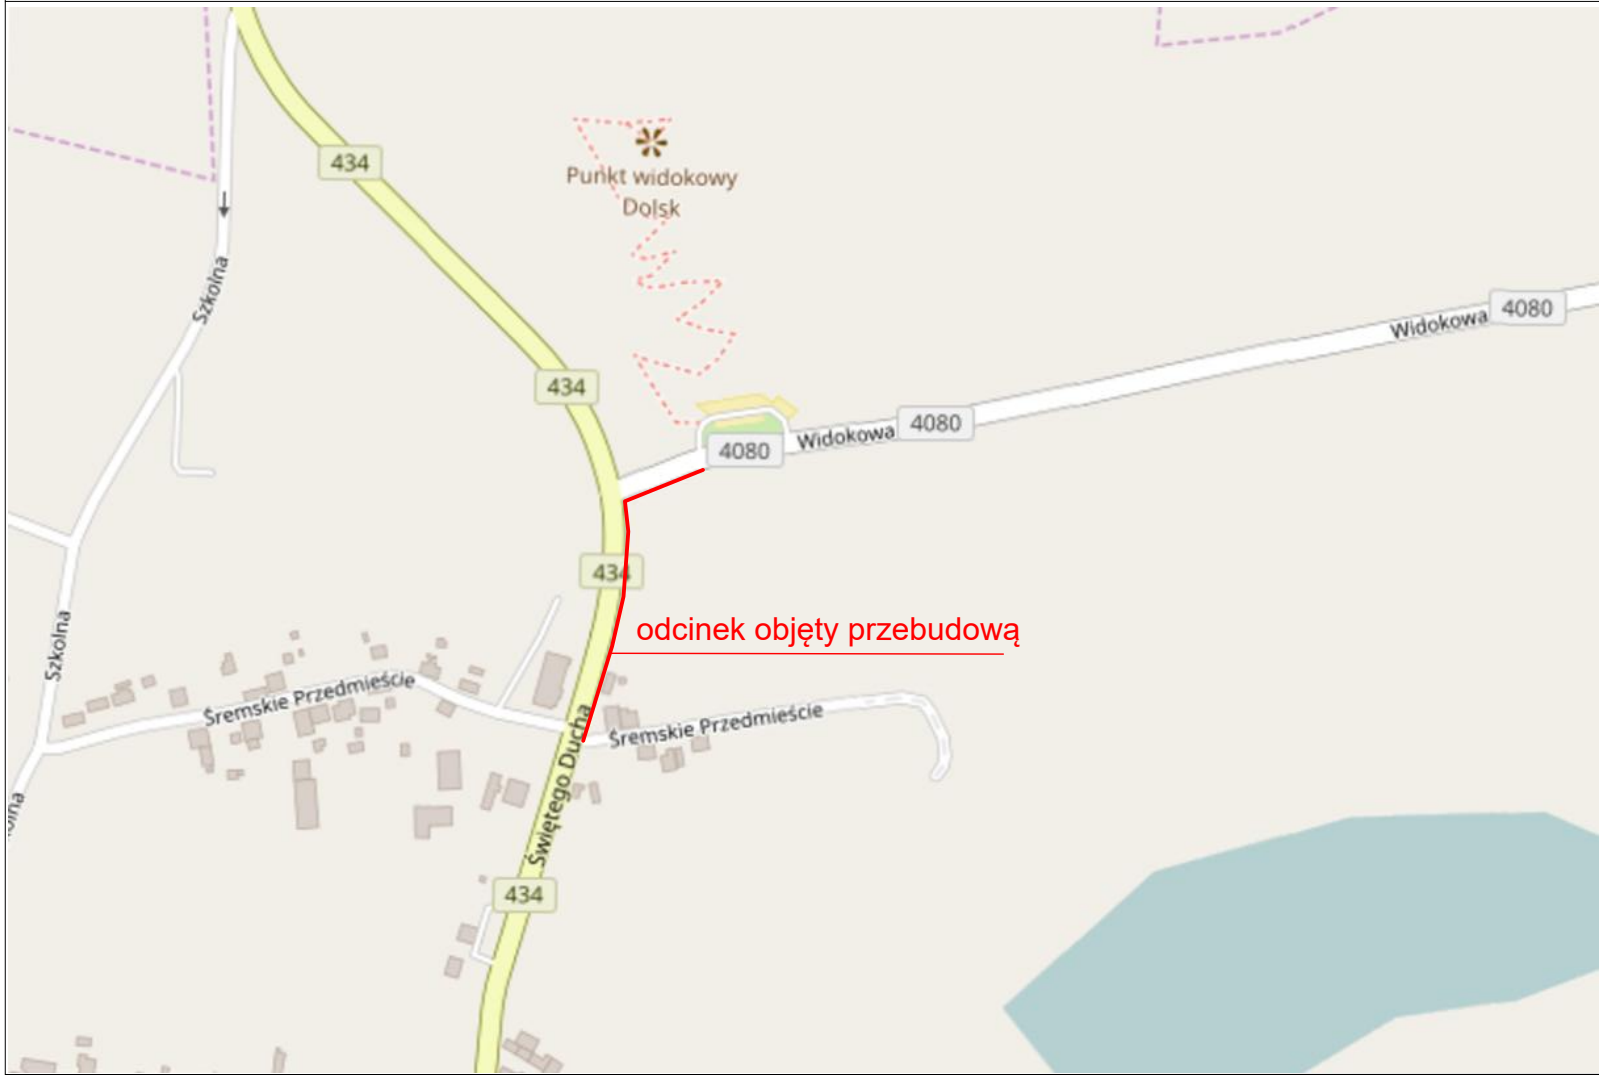 434
Punkt widokowy
Dolsk
Szkolna
4080
Widokowa
434
4080
Widokowa
4080
434
odcinek objęty przebudową
Szkolna
Śremskie Przedmieście
Śremskie Przedmieście
Świętego Ducha
434